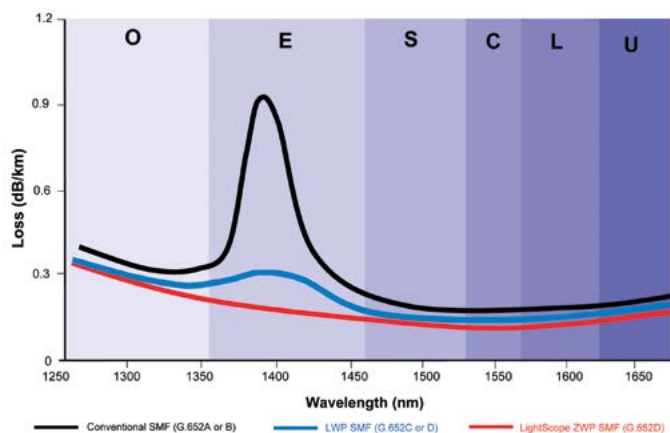 1.2
O E S C L U
0.9
0.6
0.3
0
Loss (dB/km)
1250 1300 1350 1400 1450 1500 1550 1600 1650
Wavelength (nm)
Conventional SMF (G.652A or B) LWP SMF (G.652C or D) LightScope ZWP SMF (G.652D)